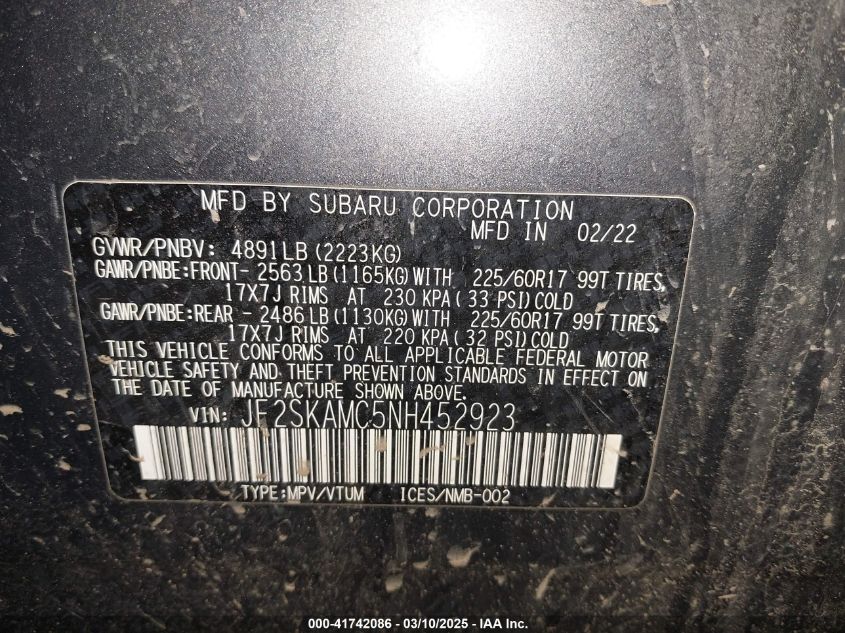 MFD BY SUBARU CORPORATION
MFD IN 02/22
GVWR/PNBV: 4891LB (2223KG)
GAWR/PNBE:FRONT- 2563LB (1165KG)WITH 225/60R17 99T TIRES,
17X7J RIMS AT 230 KPA( 33 PSI)COLD
GAWR/PNBE:REAR - 2486LB (1130KG)WITH 225/60R17 99T TIRES,
17X7J RIMS AT 220 KPA( 32 PSI)COLD
THIS VEHICLE CONFORMS TO ALL APPLICABLE FEDERAL MOTOR
VEHICLE SAFETY AND THEFT PREVENTION STANDARDS IN EFFECT ON
THE DATE OF MANUFACTURE SHOWN ABOVE.
VIN: JF2SKAMC5NH452923
TYPE:MPV/VTUM ICES/NMB-002
000-41742086 - 03/10/2025 - IAA Inc.